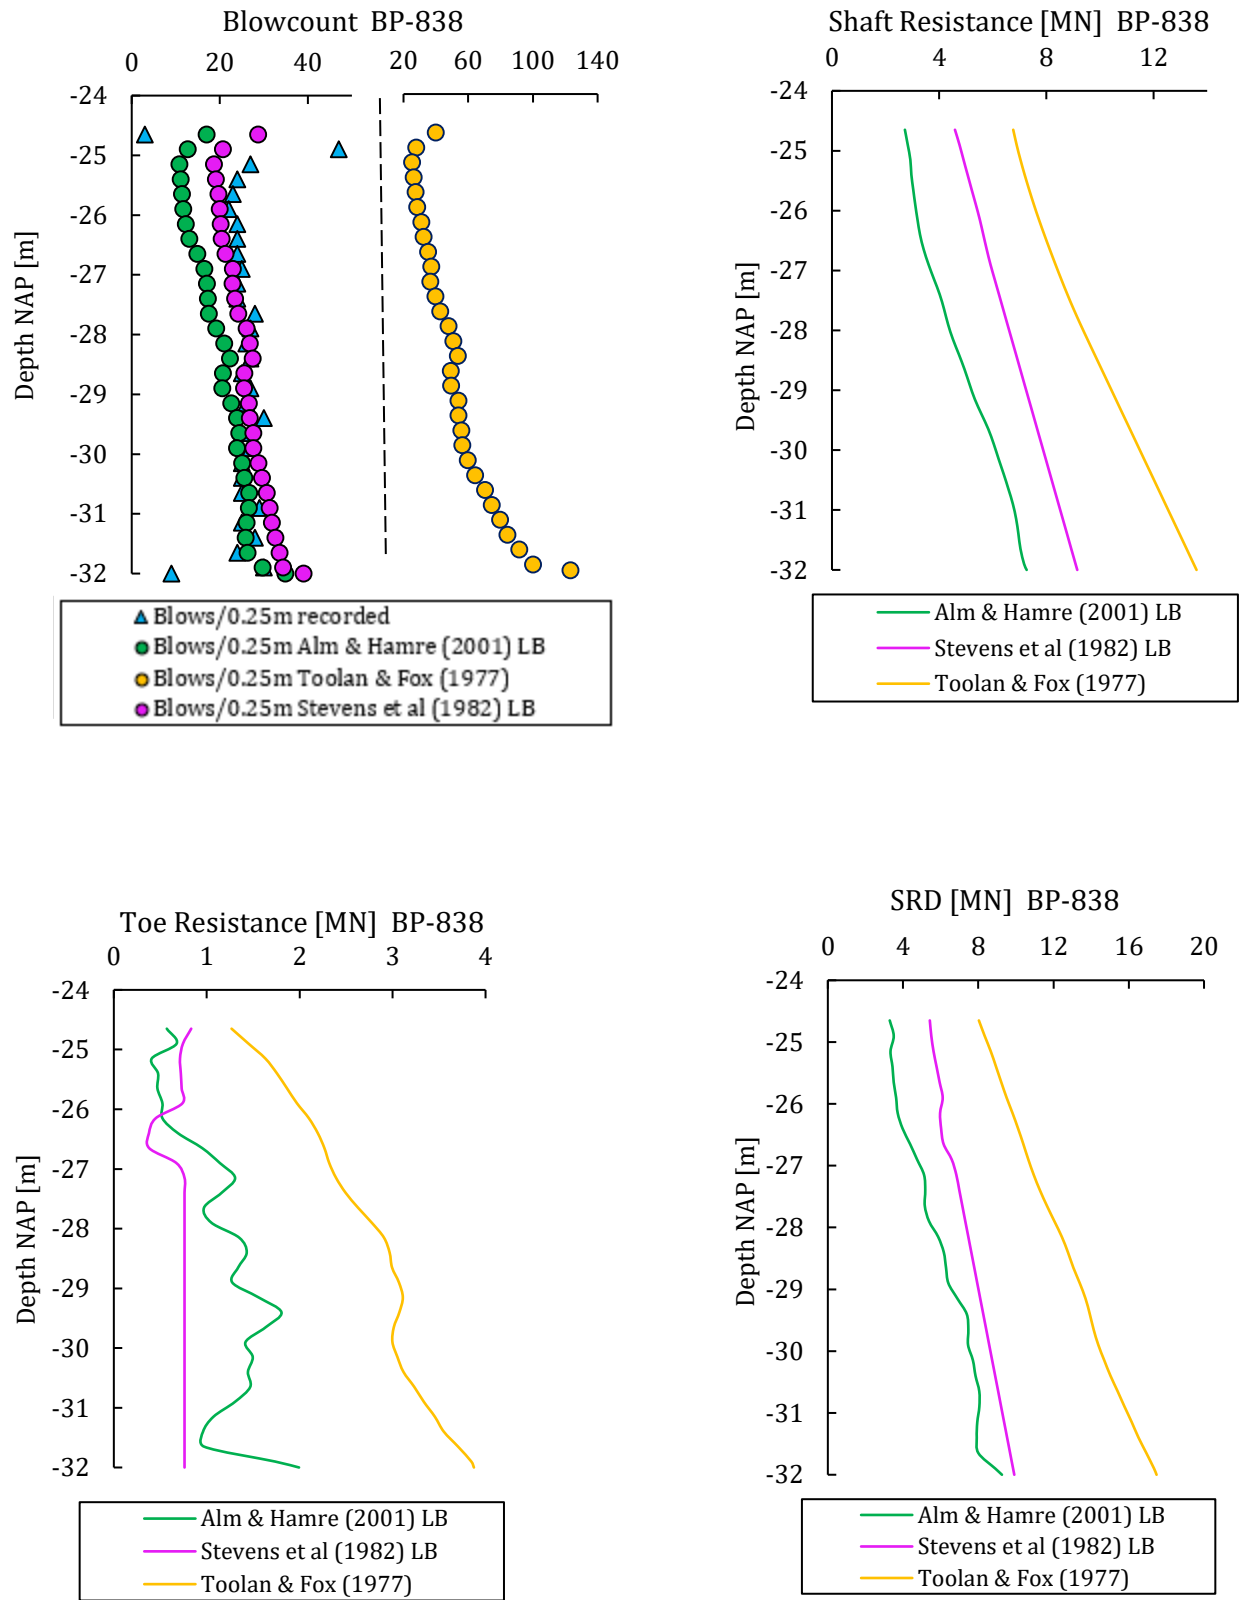 Blowcount BP-838
0 20 40 20 60 100 140
-24
-25
-26
-27
-28
-29
-30
-31
-32
Depth NAP [m]
Blows/0.25m recorded
Blows/0.25m Alm & Hamre (2001) LB
Blows/0.25m Toolan & Fox (1977)
Blows/0.25m Stevens et al (1982) LB
Shaft Resistance [MN] BP-838
0 4 8 12
-24
-25
-26
-27
-28
-29
-30
-31
-32
Depth NAP [m]
Alm & Hamre (2001) LB
Stevens et al (1982) LB
Toolan & Fox (1977)
Toe Resistance [MN] BP-838
0 1 2 3 4
-24
-25
-26
-27
-28
-29
-30
-31
-32
Depth NAP [m]
Alm & Hamre (2001) LB
Stevens et al (1982) LB
Toolan & Fox (1977)
SRD [MN] BP-838
0 4 8 12 16 20
-24
-25
-26
-27
-28
-29
-30
-31
-32
Depth NAP [m]
Alm & Hamre (2001) LB
Stevens et al (1982) LB
Toolan & Fox (1977)